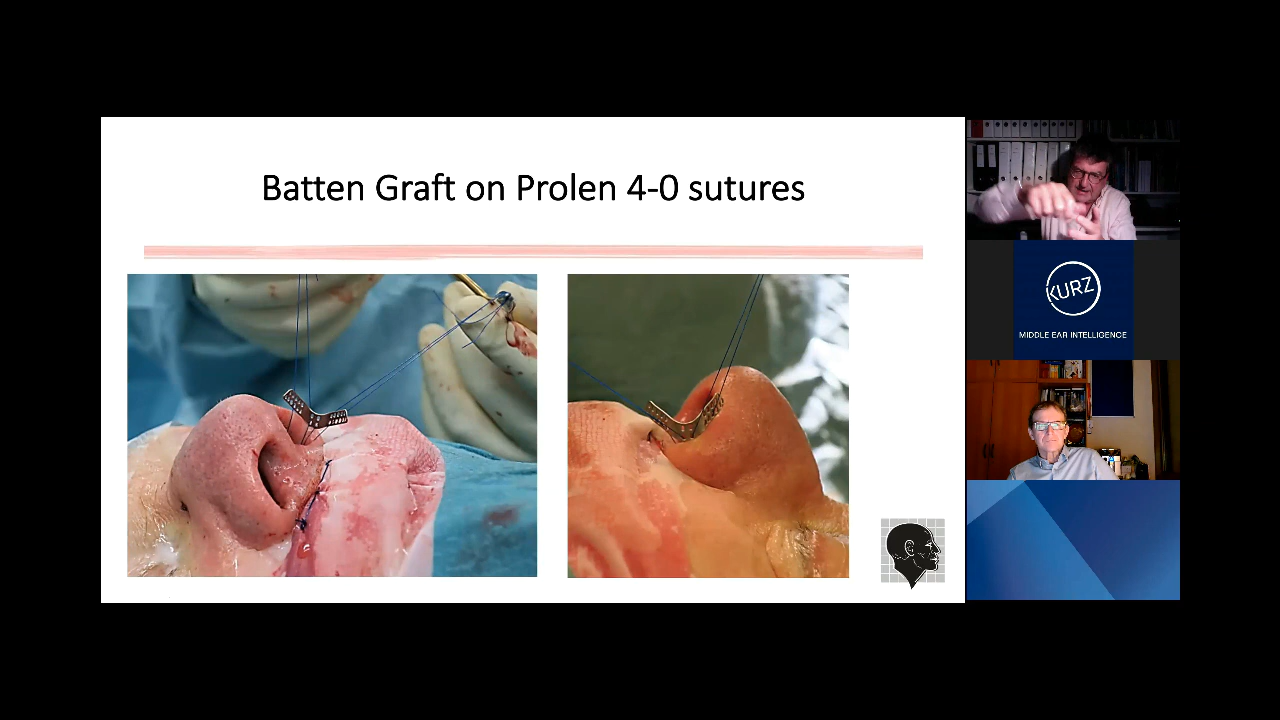 Batten Graft on Prolen 4-0 sutures
KURZ
MIDDLE EAR INTELLIGENCE